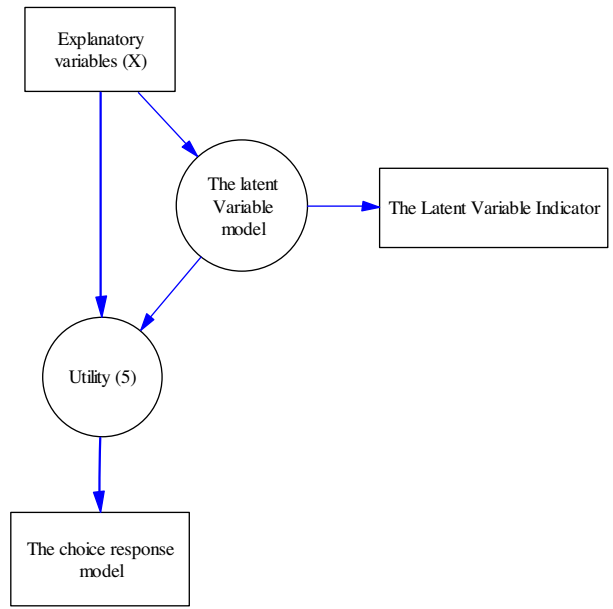 Explanatory
variables (X)
The latent
Variable
model
The Latent Variable Indicator
Utility (5)
The choice response
model